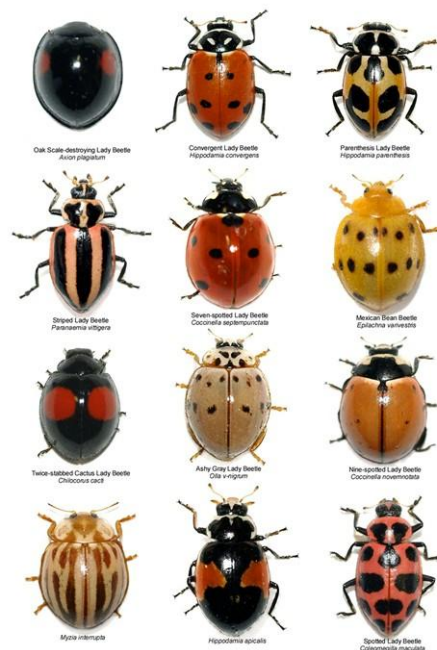 Oak Scale-destroying Lady Beetle
Axion plagiatum
Convergent Lady Beetle
Hippodamia convergens
Parenthesis Lady Beetle
Hippodamia parenthesis
Striped Lady Beetle
Paranaemia vittigera
Seven-spotted Lady Beetle
Coccinella septempunctata
Mexican Bean Beetle
Epilachna varivestris
Twice-stabbed Cactus Lady Beetle
Chilocorus cacti
Ashy Gray Lady Beetle
Olla v-nigrum
Nine-spotted Lady Beetle
Coccinella novemnotata
Myzia interrupta
Hippodamia apicalis
Spotted Lady Beetle
Coleomegilla maculata